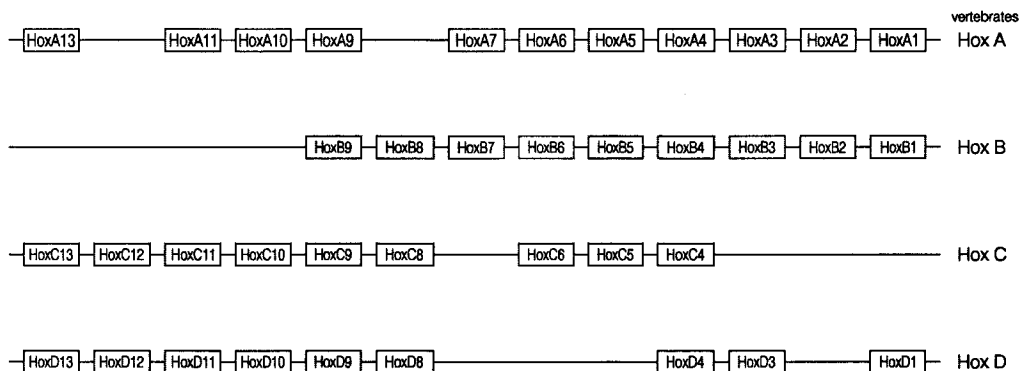 vertebrates
HoxA13 HoxA11 HoxA10 HoxA9 HoxA7 HoxA6 HoxA5 HoxA4 HoxA3 HoxA2 HoxA1 Hox A
HoxB9 HoxB8 HoxB7 HoxB6 HoxB5 HoxB4 HoxB3 HoxB2 HoxB1 Hox B
HoxC13 HoxC12 HoxC11 HoxC10 HoxC9 HoxC8 HoxC6 HoxC5 HoxC4 Hox C
HoxD13 HoxD12 HoxD11 HoxD10 HoxD9 HoxD8 HoxD4 HoxD3 HoxD1 Hox D